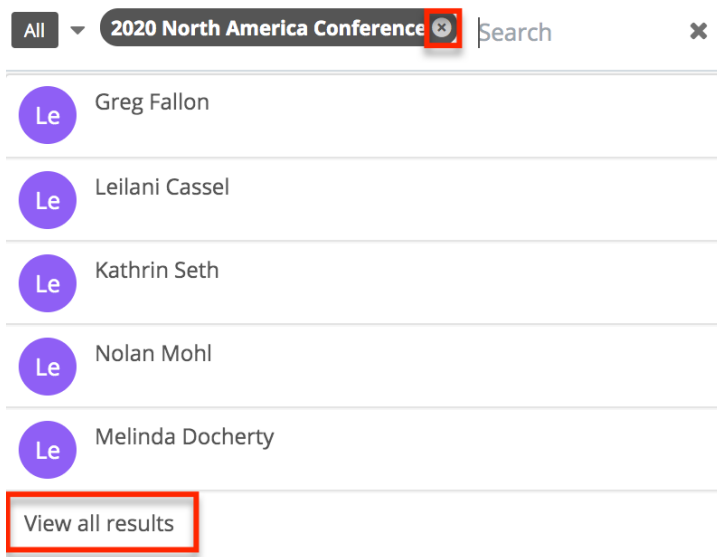 All 2020 North America Conference Search
Le Greg Fallon
Le Leilani Cassel
Le Kathrin Seth
Le Nolan Mohl
Le Melinda Docherty
View all results